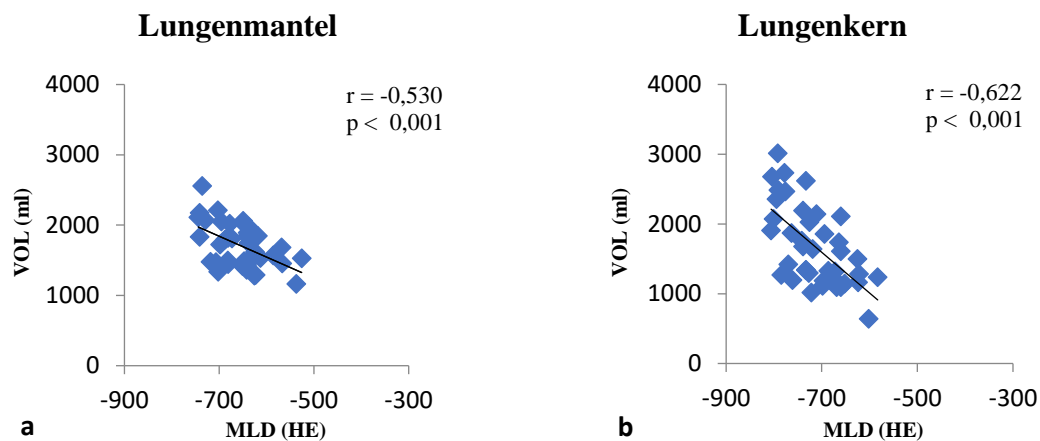 Lungenmantel
r = -0,530
p < 0,001
VOL (ml)
4000
3000
2000
1000
0
-900 -700 -500 -300
MLD (HE)
a
Lungenkern
r = -0,622
p < 0,001
VOL (ml)
4000
3000
2000
1000
0
-900 -700 -500 -300
MLD (HE)
b